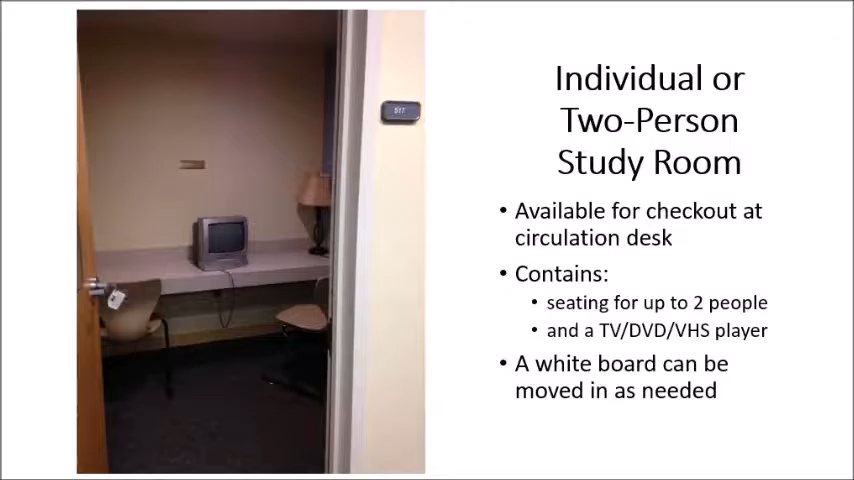 517
Individual or
Two-Person
Study Room
• Available for checkout at
circulation desk
• Contains:
• seating for up to 2 people
• and a TV/DVD/VHS player
• A white board can be
moved in as needed